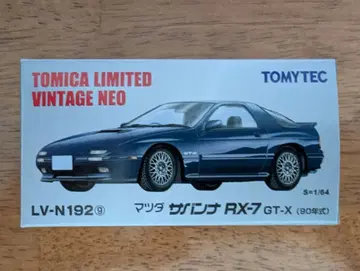 TOMICA LIMITED
VINTAGE NEO
TOMYTEC
S=1/64
LV-N192⑨ マツダ サバンナ RX-7 GT-X (90年式)